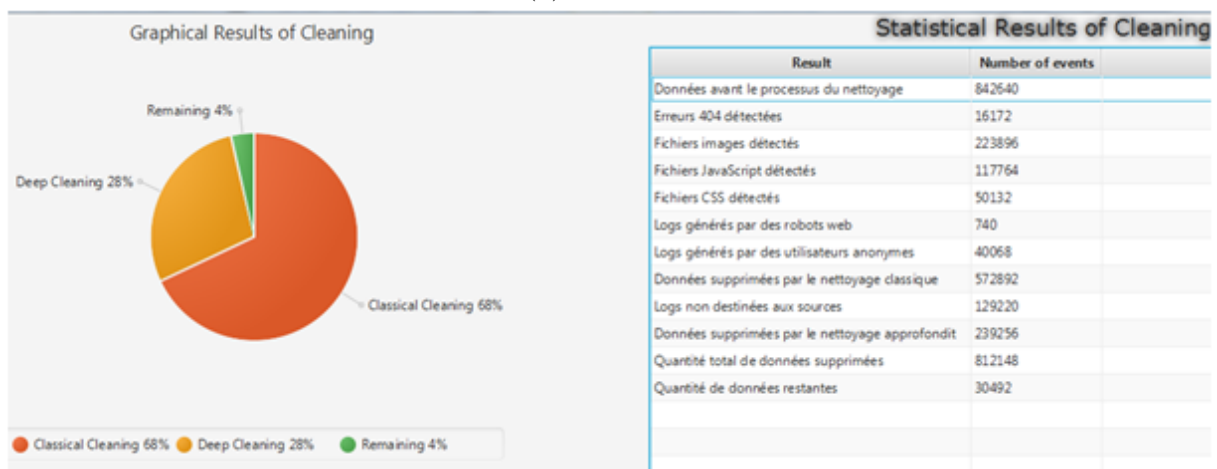 Graphical Results of Cleaning
Remaining 4%
Deep Cleaning 28%
Classical Cleaning 68%
Classical Cleaning 68% Deep Cleaning 28% Remaining 4%
Statistical Results of Cleaning
Result Number of events
Données avant le processus du nettoyage 842640
Erreurs 404 détectées 16172
Fichiers images détectés 223896
Fichiers JavaScript détectés 117764
Fichiers CSS détectés 50132
Logs générés par des robots web 740
Logs générés par des utilisateurs anonymes 40068
Données supprimées par le nettoyage classique 572892
Logs non destinées aux sources 129220
Données supprimées par le nettoyage approfondit 239256
Quantité total de données supprimées 812148
Quantité de données restantes 30492